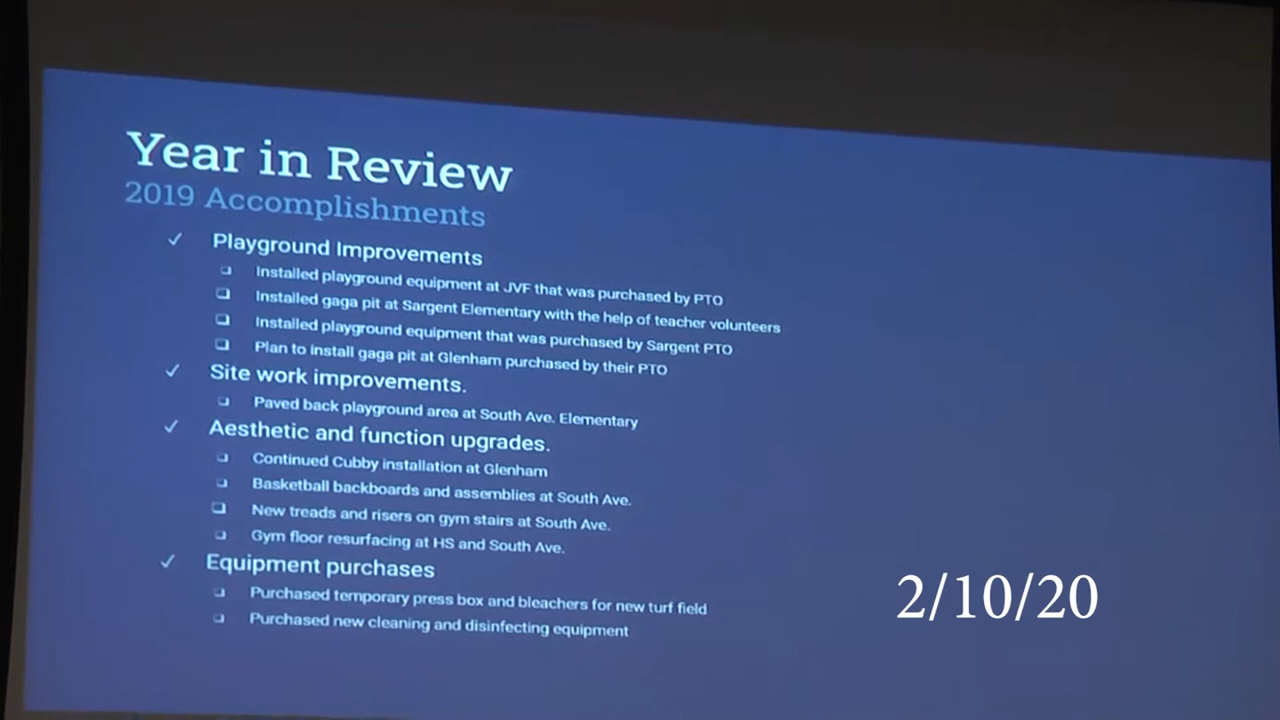 Year in Review
2019 Accomplishments
✓ Playground Improvements
❑ Installed playground equipment at JVF that was purchased by PTO
❑ Installed gaga pit at Sargent Elementary with the help of teacher volunteers
❑ Installed playground equipment that was purchased by Sargent PTO
❑ Plan to install gaga pit at Glenham purchased by their PTO
✓ Site work improvements.
❑ Paved back playground area at South Ave. Elementary
✓ Aesthetic and function upgrades.
❑ Continued Cubby installation at Glenham
❑ Basketball backboards and assemblies at South Ave.
❑ New treads and risers on gym stairs at South Ave.
❑ Gym floor resurfacing at HS and South Ave.
✓ Equipment purchases
❑ Purchased temporary press box and bleachers for new turf field
❑ Purchased new cleaning and disinfecting equipment
2/10/20